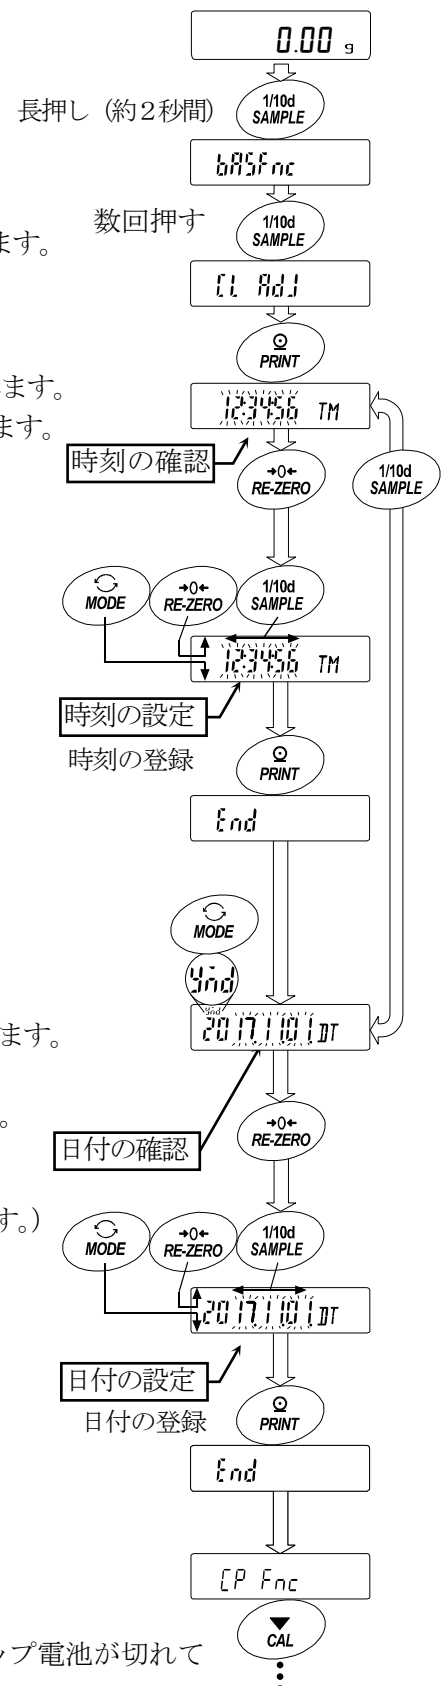 0.00 g
長押し（約２秒間）
1/10d
SAMPLE
bASFnc
数回押す
1/10d
SAMPLE
ます。
CL AdJ
PRINT
ます。
12:34:56 TM
ます。
時刻の確認
→0←
RE-ZERO
1/10d
SAMPLE
MODE
→0←
RE-ZERO
1/10d
SAMPLE
12:34:56 TM
時刻の設定
時刻の登録
PRINT
End
MODE
ymd
ymd
2017.11.01. DT
ます。
。
日付の確認
→0←
RE-ZERO
す。）
MODE
→0←
RE-ZERO
1/10d
SAMPLE
2017.11.01. DT
日付の設定
日付の登録
PRINT
End
CP Fnc
CAL
ップ電池が切れて